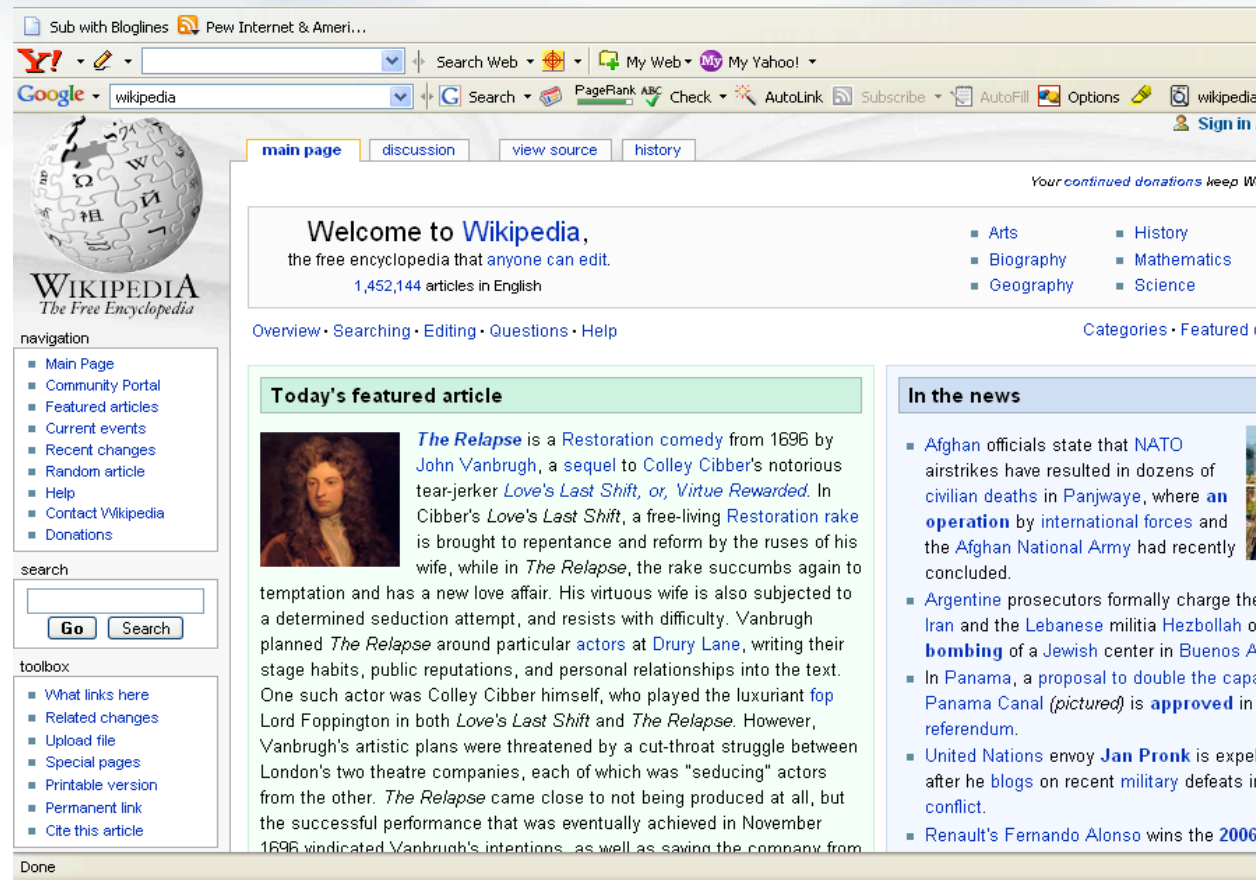 Sub with Bloglines Pew Internet & Ameri...
Y! Search Web My Web My My Yahoo!
Google wikipedia G Search PageRank ABC Check AutoLink Subscribe AutoFill Options wikipedia
Sign in
main page discussion view source history
Your continued donations keep W
Welcome to Wikipedia,
the free encyclopedia that anyone can edit.
1,452,144 articles in English
Arts History
Biography Mathematics
Geography Science
Overview · Searching · Editing · Questions · Help
Categories · Featured
WIKIPEDIA
The Free Encyclopedia
navigation
Main Page
Community Portal
Featured articles
Current events
Recent changes
Random article
Help
Contact Wikipedia
Donations
search
Go Search
toolbox
What links here
Related changes
Upload file
Special pages
Printable version
Permanent link
Cite this article
Today's featured article
The Relapse is a Restoration comedy from 1696 by
John Vanbrugh, a sequel to Colley Cibber's notorious
tear-jerker Love's Last Shift, or, Virtue Rewarded. In
Cibber's Love's Last Shift, a free-living Restoration rake
is brought to repentance and reform by the ruses of his
wife, while in The Relapse, the rake succumbs again to
temptation and has a new love affair. His virtuous wife is also subjected to
a determined seduction attempt, and resists with difficulty. Vanbrugh
planned The Relapse around particular actors at Drury Lane, writing their
stage habits, public reputations, and personal relationships into the text.
One such actor was Colley Cibber himself, who played the luxuriant fop
Lord Foppington in both Love's Last Shift and The Relapse. However,
Vanbrugh's artistic plans were threatened by a cut-throat struggle between
London's two theatre companies, each of which was "seducing" actors
from the other. The Relapse came close to not being produced at all, but
the successful performance that was eventually achieved in November
1696 vindicated Vanbrugh's intentions, as well as saving the company from
In the news
Afghan officials state that NATO
airstrikes have resulted in dozens of
civilian deaths in Panjwaye, where an
operation by international forces and
the Afghan National Army had recently
concluded.
Argentine prosecutors formally charge the
Iran and the Lebanese militia Hezbollah o
bombing of a Jewish center in Buenos A
In Panama, a proposal to double the capa
Panama Canal (pictured) is approved in
referendum.
United Nations envoy Jan Pronk is expel
after he blogs on recent military defeats i
conflict.
Renault's Fernando Alonso wins the 2006
Done